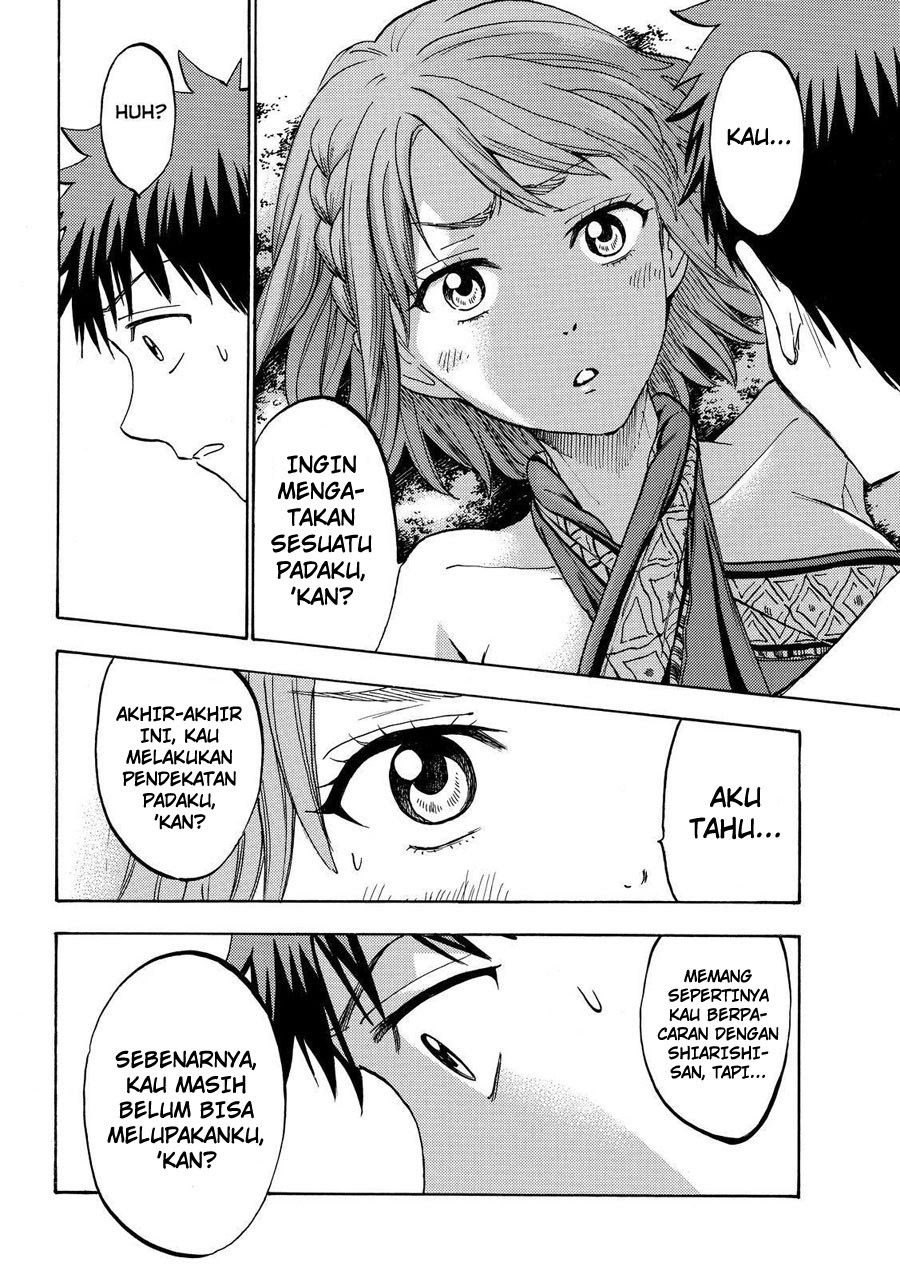 KAU...
INGIN
MENGA-
TAKAN
SESUATU
PADAKU,
'KAN?
HUH?
AKU
TAHU...
AKHIR-AKHIR
INI, KAU
MELAKUKAN
PENDEKATAN
PADAKU,
'KAN?
MEMANG
SEPERTINYA
KAU BERPA-
CARAN DENGAN
SHIARISHI-
SAN, TAPI...
SEBENARNYA,
KAU MASIH
BELUM BISA
MELUPAKANKU,
'KAN?